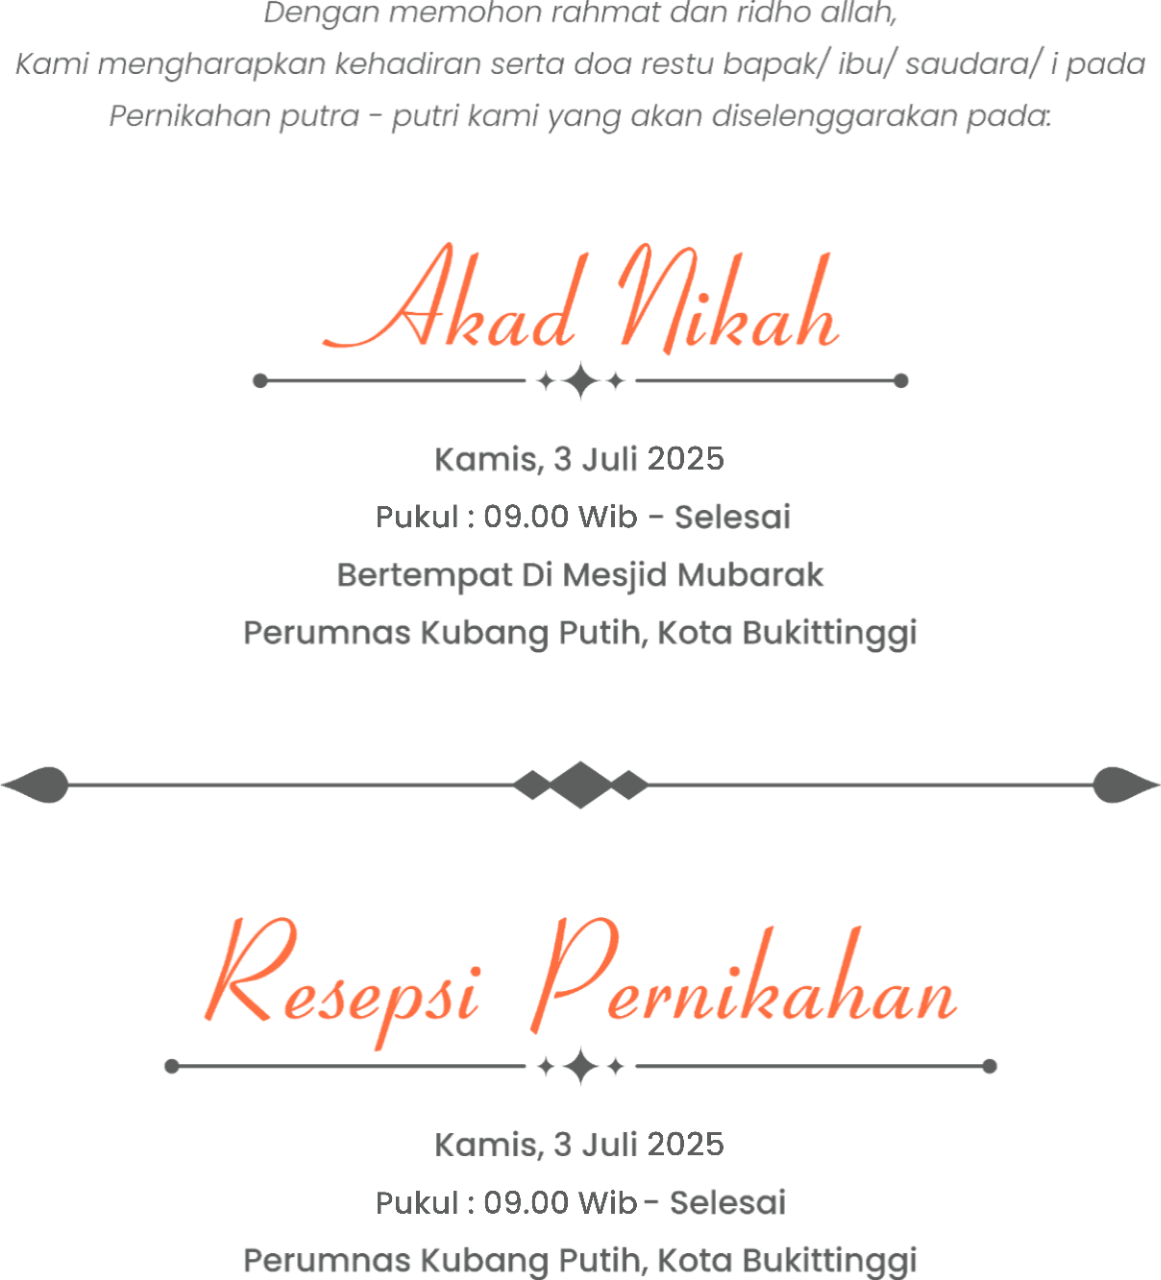 Dengan memohon rahmat dan ridho allah,
Kami mengharapkan kehadiran serta doa restu bapak/ ibu/ saudara/ i pada
Pernikahan putra - putri kami yang akan diselenggarakan pada:
Akad Nikah
Kamis, 3 Juli 2025
Pukul : 09.00 Wib - Selesai
Bertempat Di Mesjid Mubarak
Perumnas Kubang Putih, Kota Bukittinggi
Resepsi Pernikahan
Kamis, 3 Juli 2025
Pukul : 09.00 Wib - Selesai
Perumnas Kubang Putih, Kota Bukittinggi